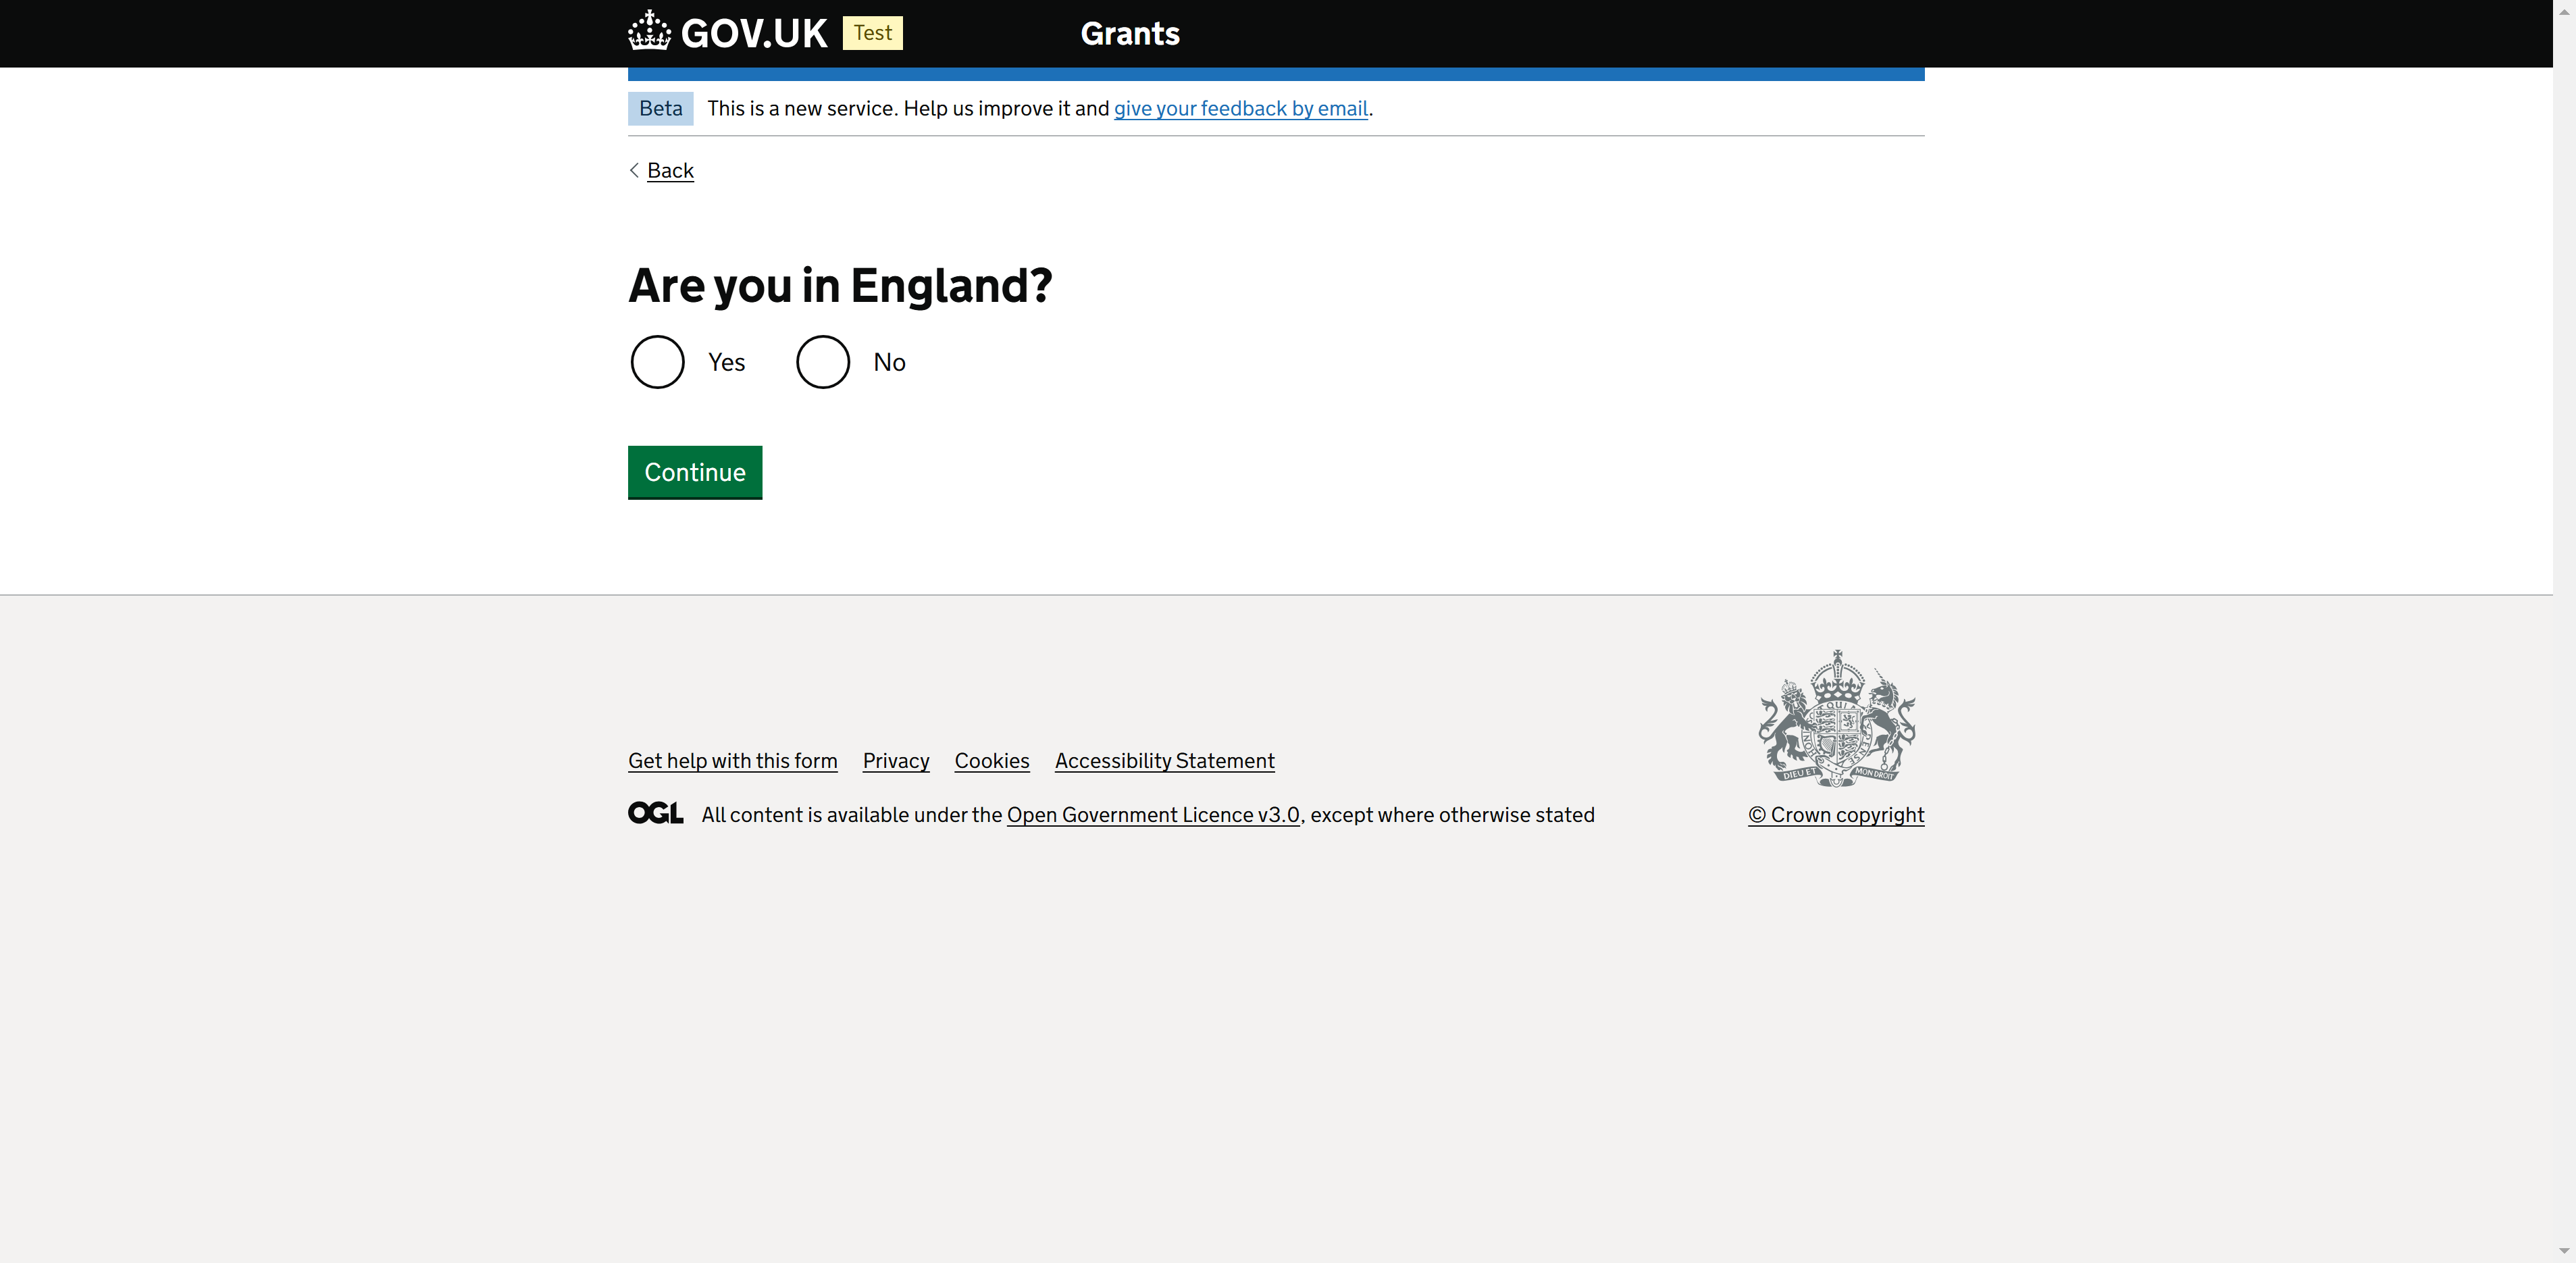 GOV.UK Test Grants
Beta This is a new service. Help us improve it and give your feedback by email.
Back
Are you in England?
Yes No
Continue
Get help with this form Privacy Cookies Accessibility Statement
OGL All content is available under the Open Government Licence v3.0, except where otherwise stated
DIEU ET MON DROIT
© Crown copyright